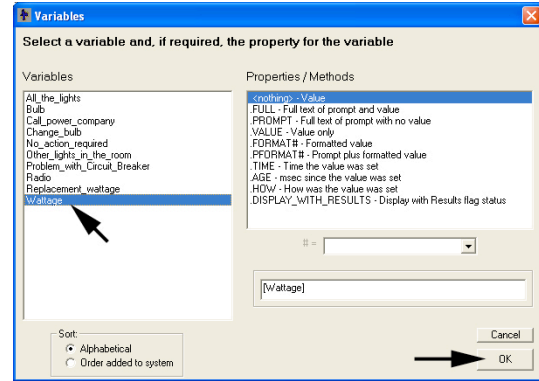 Variables
Select a variable and, if required, the property for the variable
Variables
All_the_lights
Bulb
Call_power_company
Change_bulb
No_action_required
Other_lights_in_the_room
Problem_with_Circuit_Breaker
Radio
Replacement_wattage
Wattage
Properties / Methods
<nothing> - Value
.FULL - Full text of prompt and value
.PROMPT - Full text of prompt with no value
.VALUE - Value only
.FORMAT# - Formatted value
.PFORMAT# - Prompt plus formatted value
.TIME - Time the value was set
.AGE - msec since the value was set
.HOW - How was the value was set
.DISPLAY_WITH_RESULTS - Display with Results flag status
# =
[Wattage]
Sort:
Alphabetical
Order added to system
Cancel
OK